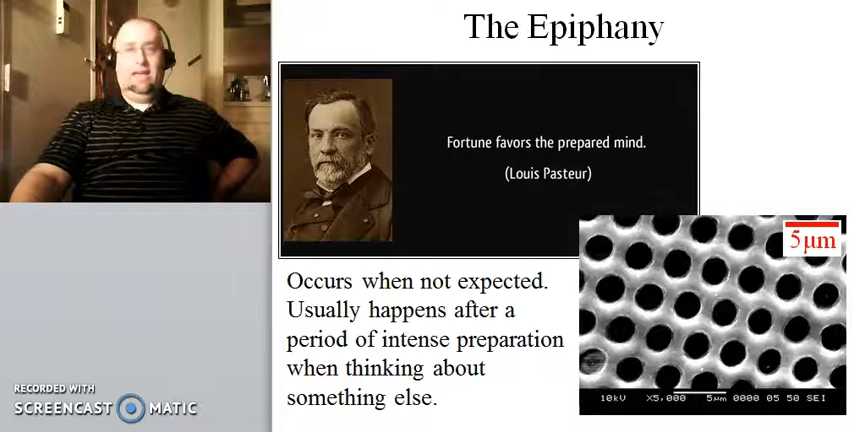 The Epiphany
Fortune favors the prepared mind.
(Louis Pasteur)
5µm
Occurs when not expected.
Usually happens after a
period of intense preparation
when thinking about
something else.
10kV X5,000 5µm 0000 05 50 SEI
RECORDED WITH
SCREENCAST MATIC